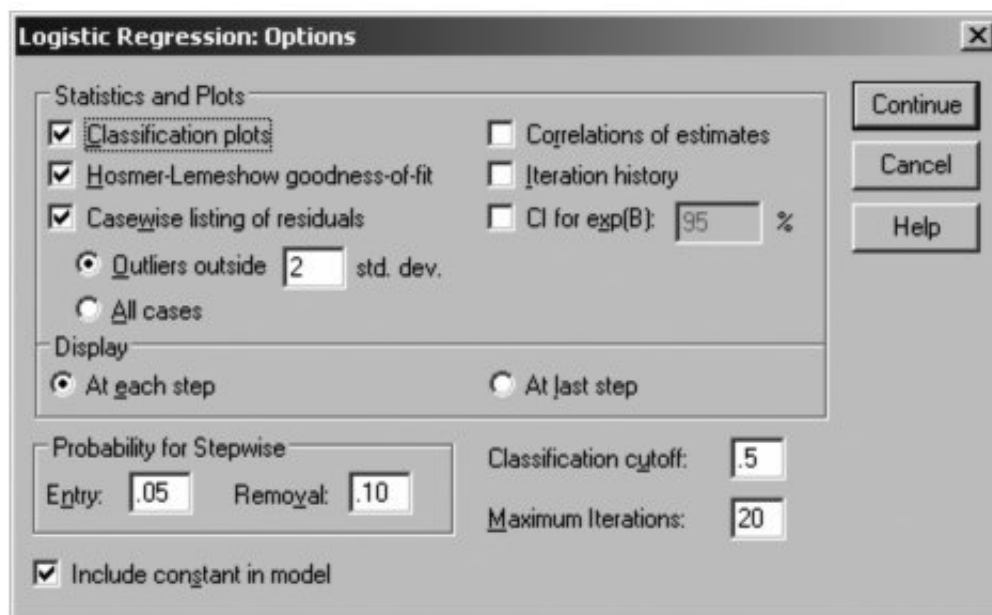 Logistic Regression: Options
Statistics and Plots
Classification plots
Correlations of estimates
Hosmer-Lemeshow goodness-of-fit
Iteration history
Casewise listing of residuals
CI for exp(B): 95 %
Outliers outside 2 std. dev.
All cases
Display
At each step
At last step
Probability for Stepwise
Entry: .05 Removal: .10
Classification cutoff: .5
Maximum Iterations: 20
Include constant in model
Continue
Cancel
Help